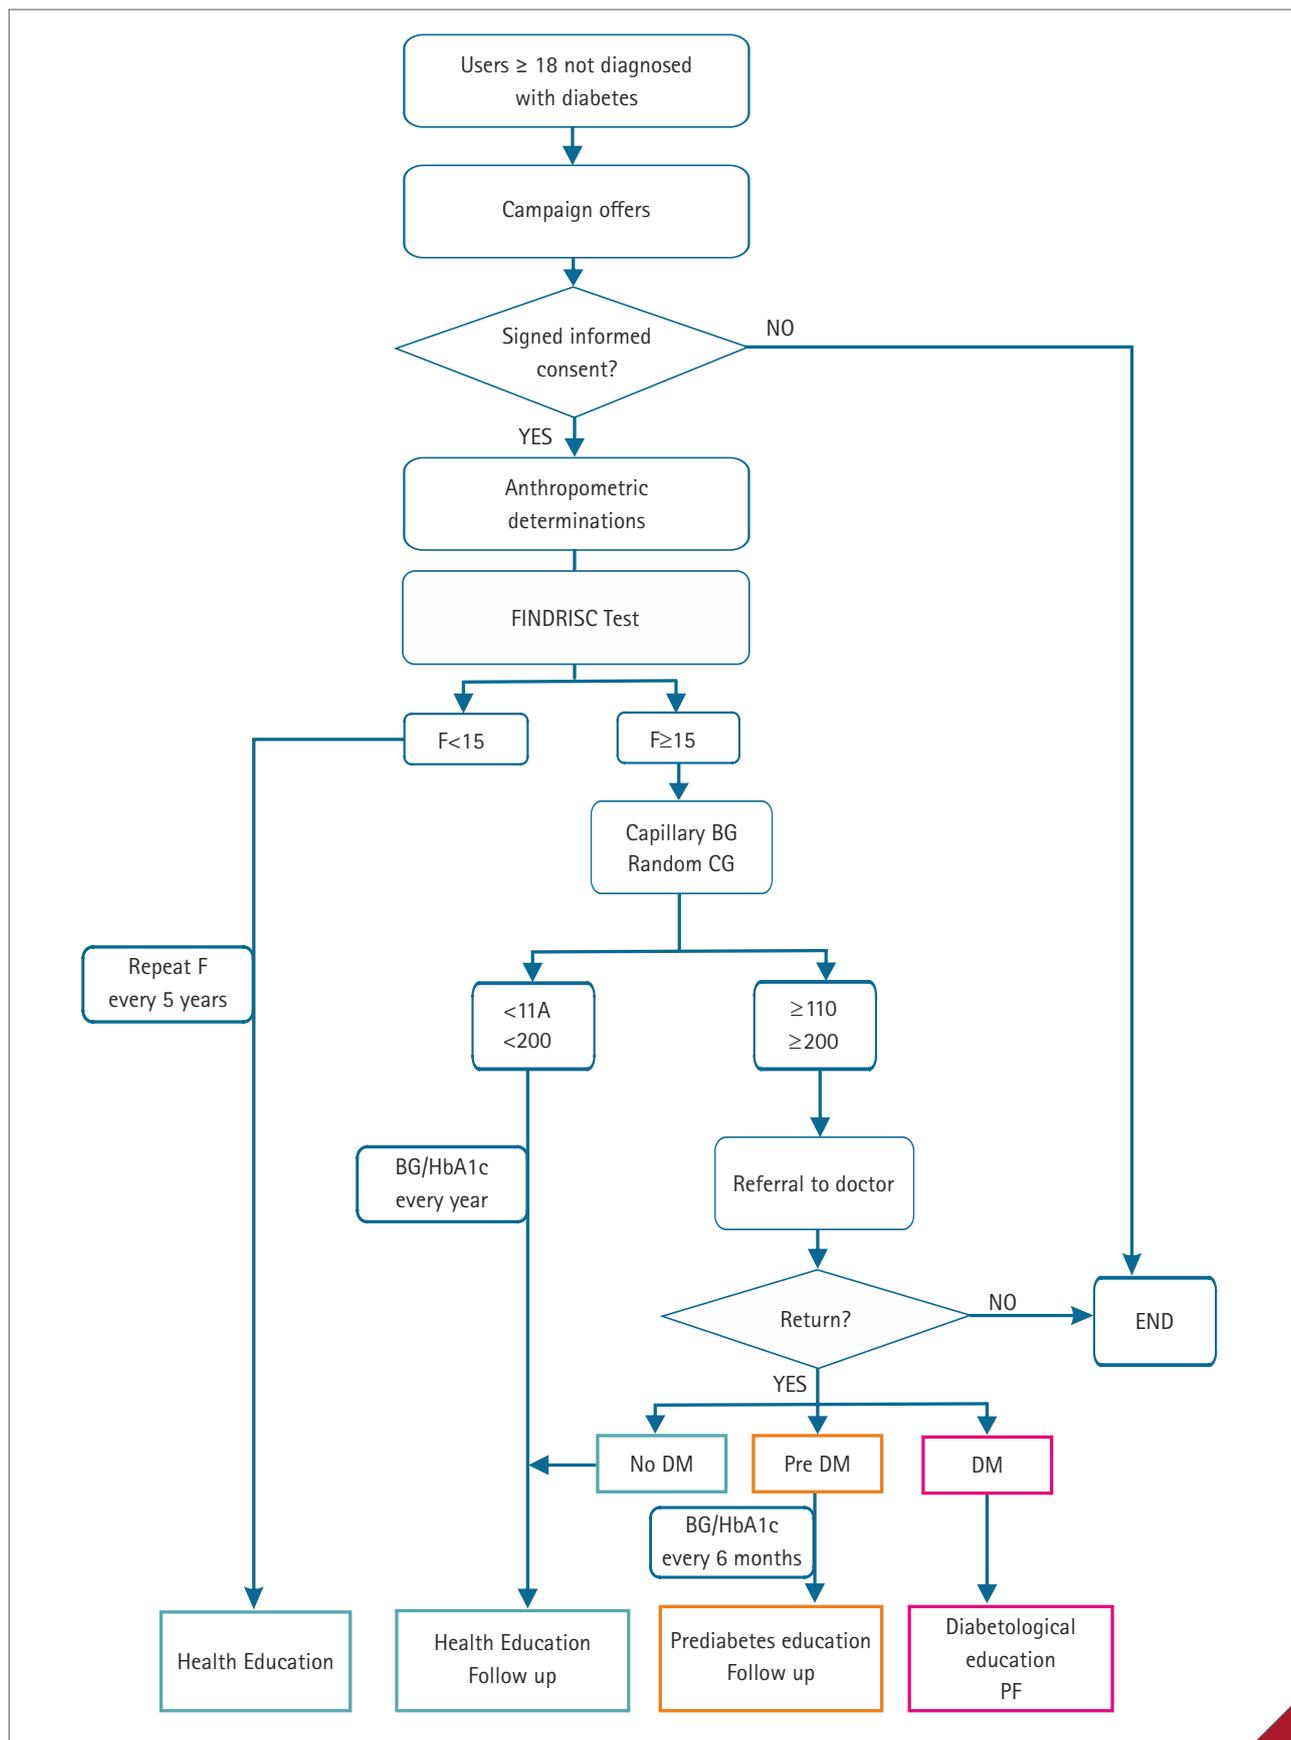 Users ≥ 18 not diagnosed
with diabetes
Campaign offers
Signed informed
consent?
NO
YES
Anthropometric
determinations
FINDRISC Test
F<15
F≥15
Capillary BG
Random CG
Repeat F
every 5 years
<11A
<200
≥110
≥200
BG/HbA1c
every year
Referral to doctor
Return?
NO
END
YES
No DM
Pre DM
DM
BG/HbA1c
every 6 months
Health Education
Health Education
Follow up
Prediabetes education
Follow up
Diabetological
education
PF